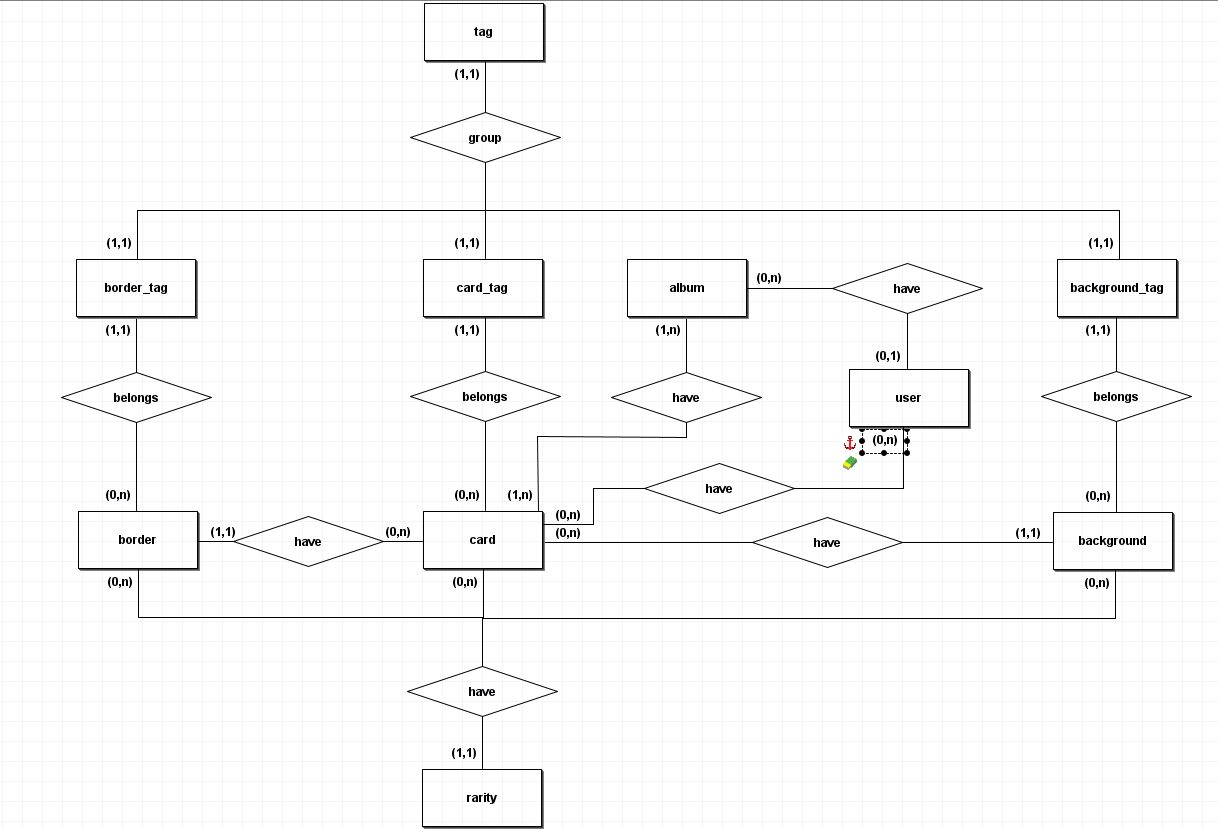 tag
(1,1)
group
(1,1)
(1,1)
(1,1)
border_tag
card_tag
album
(0,n)
have
background_tag
(1,1)
(1,1)
(1,n)
(0,1)
(1,1)
belongs
belongs
have
user
belongs
(0,n)
(0,n)
(0,n)
(1,n)
have
(0,n)
(0,n)
border
(1,1)
have
(0,n)
card
(0,n)
have
(1,1)
background
(0,n)
(0,n)
(0,n)
have
(1,1)
rarity